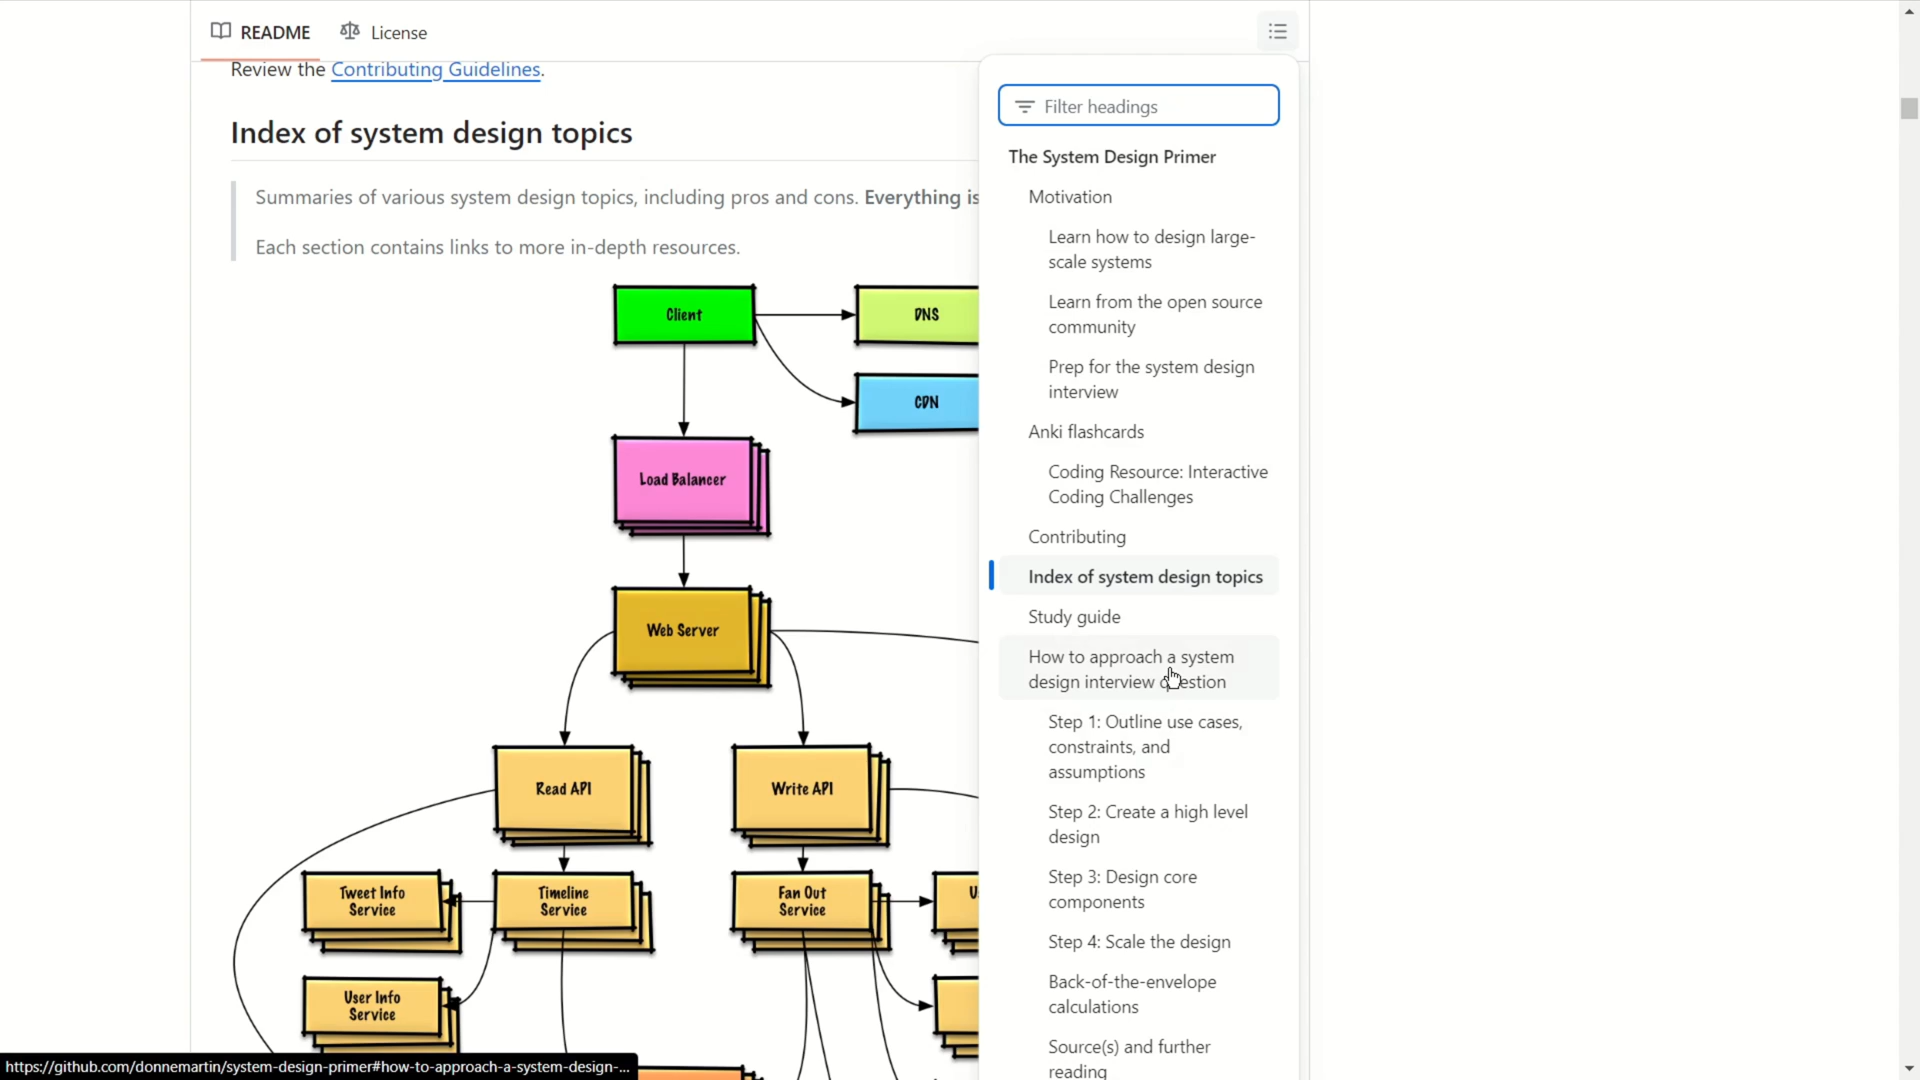 README
License
Review the Contributing Guidelines.
Index of system design topics
Summaries of various system design topics, including pros and cons. Everything is
Each section contains links to more in-depth resources.
Client
DNS
CDN
Load Balancer
Web Server
Read API
Write API
Tweet Info
Service
Timeline
Service
Fan Out
Service
User Info
Service
Filter headings
The System Design Primer
Motivation
Learn how to design large-
scale systems
Learn from the open source
community
Prep for the system design
interview
Anki flashcards
Coding Resource: Interactive
Coding Challenges
Contributing
Index of system design topics
Study guide
How to approach a system
design interview question
Step 1: Outline use cases,
constraints, and
assumptions
Step 2: Create a high level
design
Step 3: Design core
components
Step 4: Scale the design
Back-of-the-envelope
calculations
Source(s) and further
reading
https://github.com/donnemartin/system-design-primer#how-to-approach-a-system-design-...